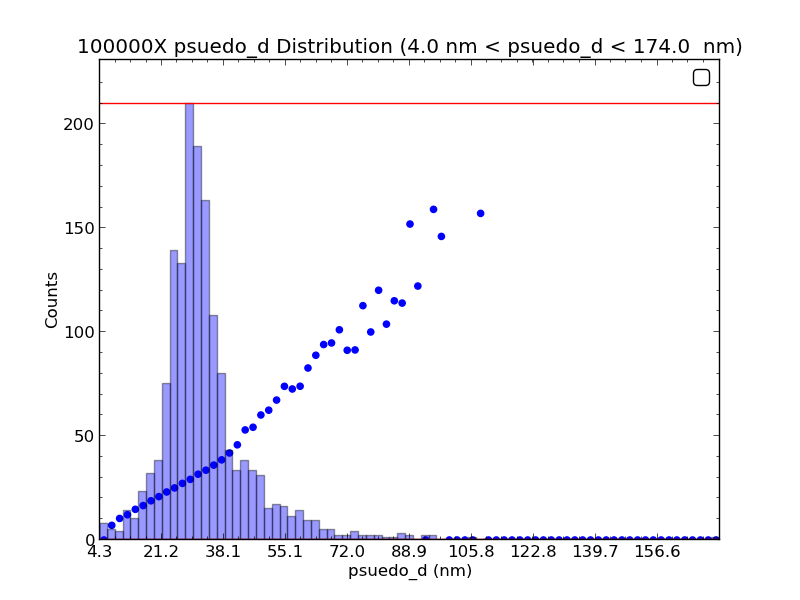 100000X psuedo_d Distribution (4.0 nm < psuedo_d < 174.0  nm)
200
150
100
50
0
Counts
4.3 21.2 38.1 55.1 72.0 88.9 105.8 122.8 139.7 156.6
psuedo_d (nm)